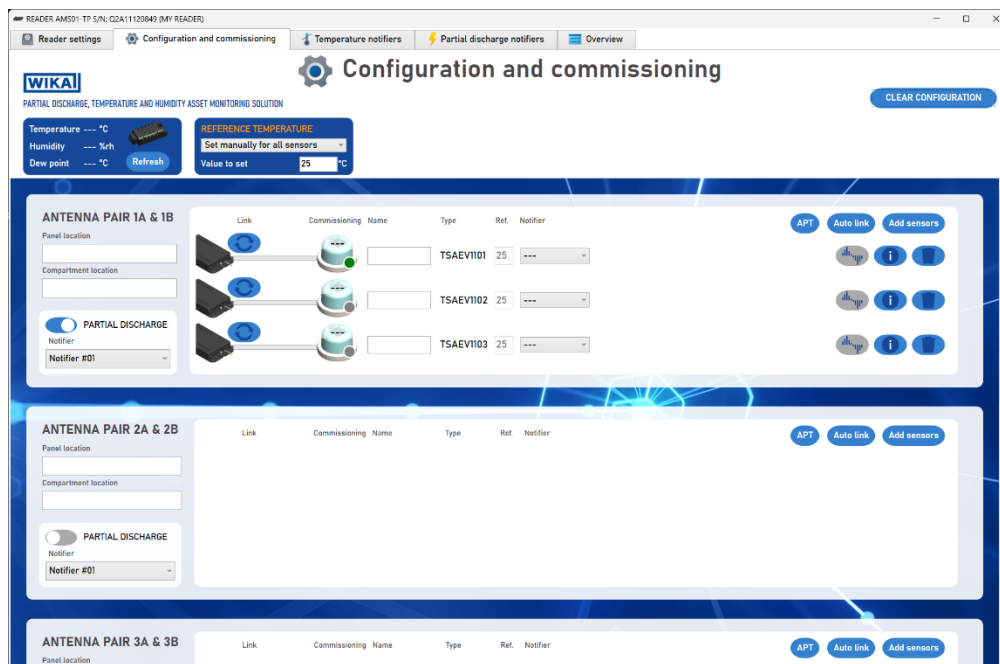 READER AMS01-TP S/N: Q2A11120849 (MY READER)
Reader settings
Configuration and commissioning
Temperature notifiers
Partial discharge notifiers
Overview
Configuration and commissioning
WIKAI
PARTIAL DISCHARGE, TEMPERATURE AND HUMIDITY ASSET MONITORING SOLUTION
CLEAR CONFIGURATION
Temperature --- °C
Humidity --- %rh
Dew point --- °C
Refresh
REFERENCE TEMPERATURE
Set manually for all sensors
Value to set 25 °C
ANTENNA PAIR 1A & 1B
Panel location
Compartment location
PARTIAL DISCHARGE
Notifier
Notifier #01
Link Commissioning Name Type Ref. Notifier
APT Auto link Add sensors
TSAEV1101 25 ---
TSAEV1102 25 ---
TSAEV1103 25 ---
ANTENNA PAIR 2A & 2B
Panel location
Compartment location
PARTIAL DISCHARGE
Notifier
Notifier #01
Link Commissioning Name Type Ref. Notifier
APT Auto link Add sensors
ANTENNA PAIR 3A & 3B
Panel location
Link Commissioning Name Type Ref. Notifier
APT Auto link Add sensors